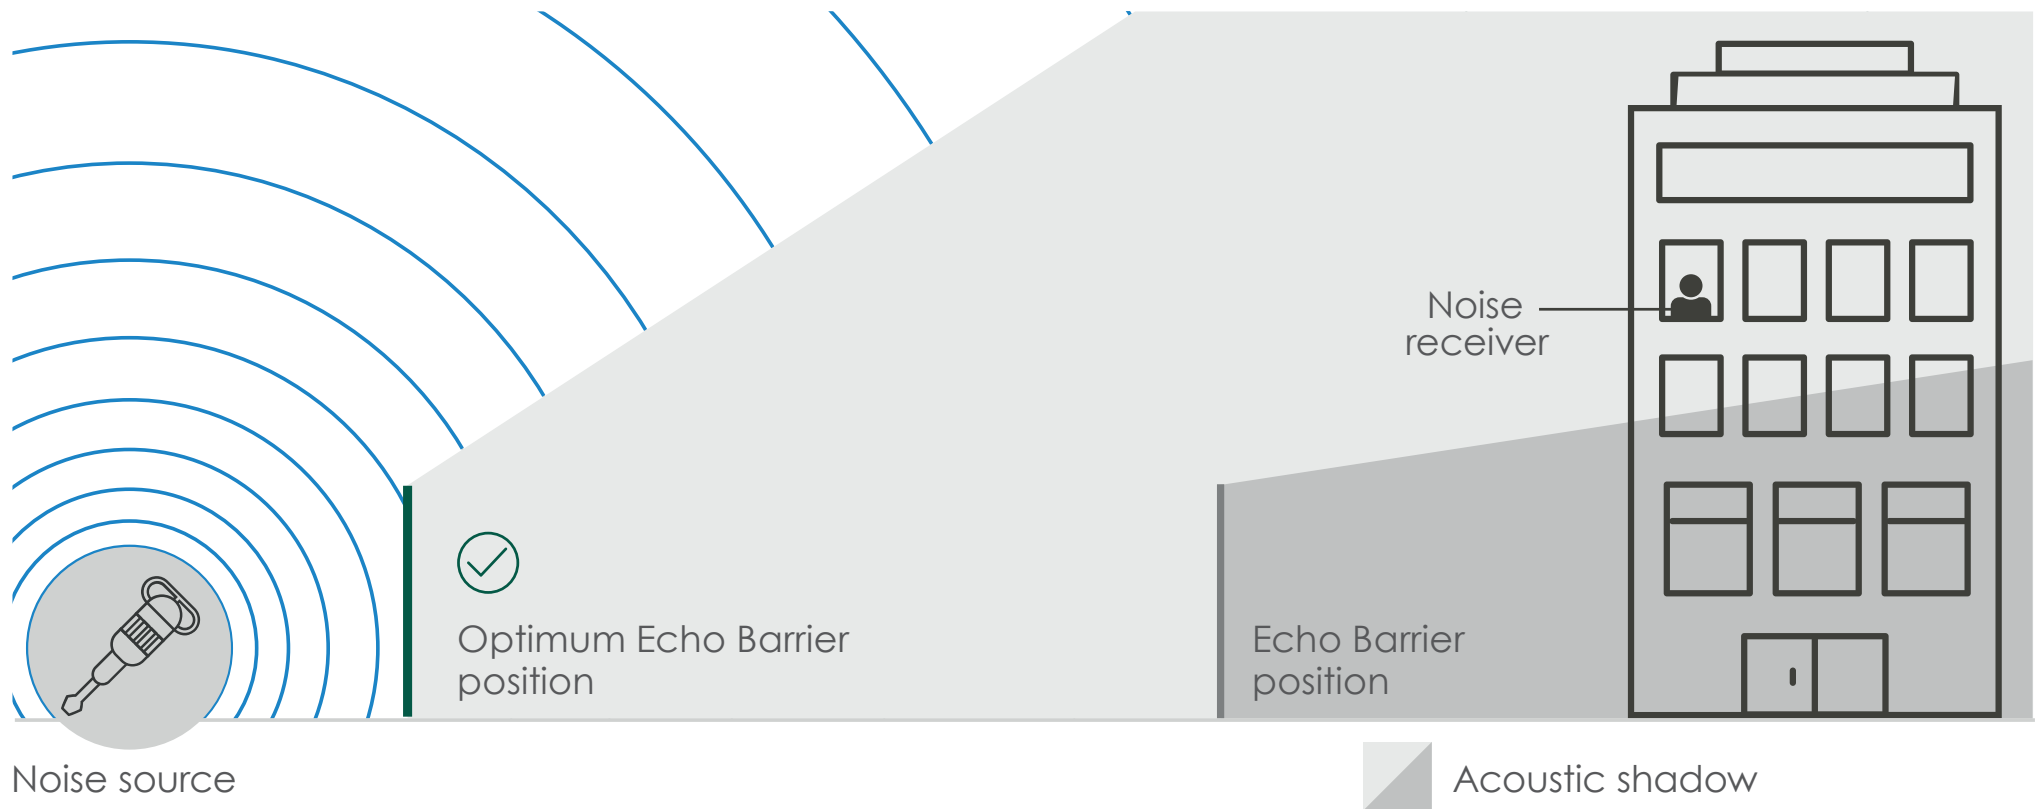 Noise
receiver
Optimum Echo Barrier
position
Echo Barrier
position
Noise source
Acoustic shadow